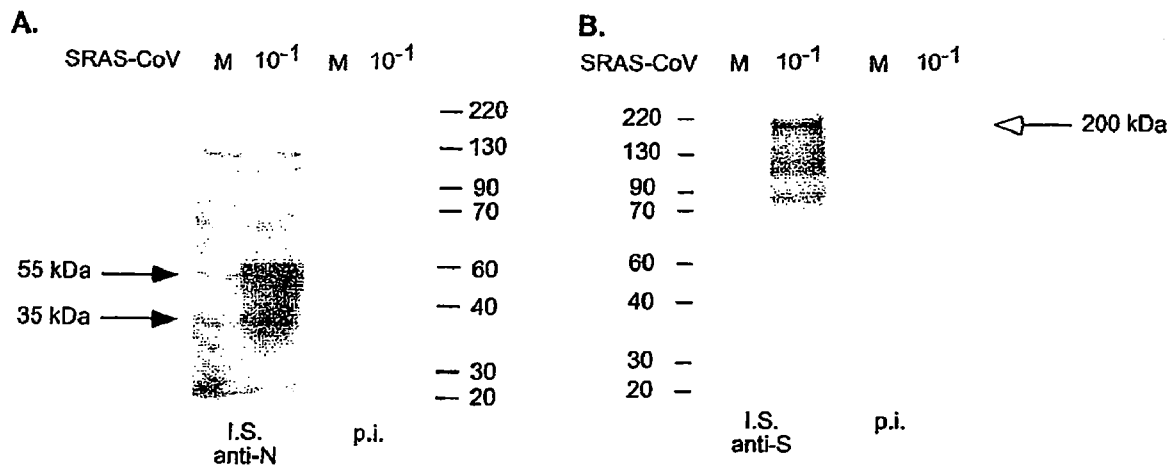 A.
SRAS-CoV M 10⁻¹ M 10⁻¹
220
130
90
70
55 kDa
60
35 kDa
40
30
20
I.S.
anti-N
p.i.
B.
SRAS-CoV M 10⁻¹ M 10⁻¹
220
200 kDa
130
90
70
60
40
30
20
I.S.
anti-S
p.i.